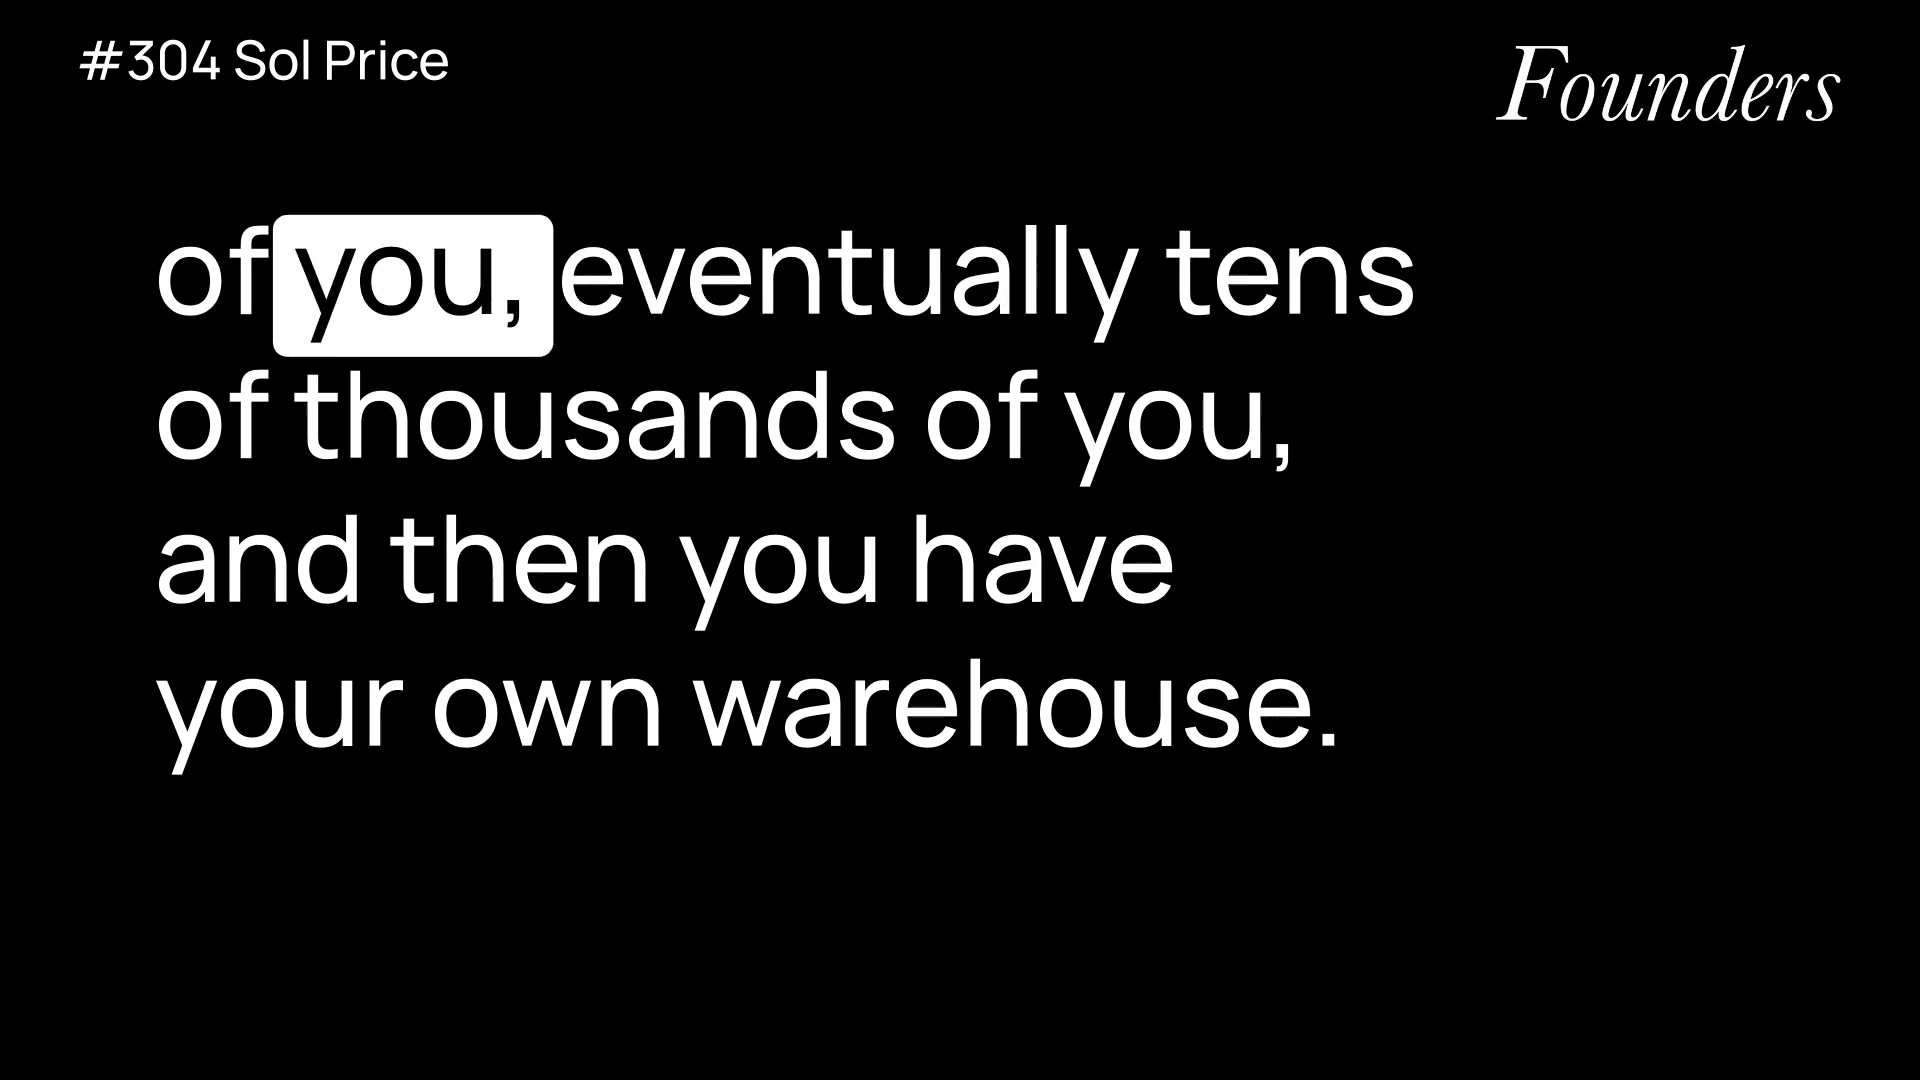 #304 Sol Price
Founders
of you, eventually tens
of thousands of you,
and then you have
your own warehouse.